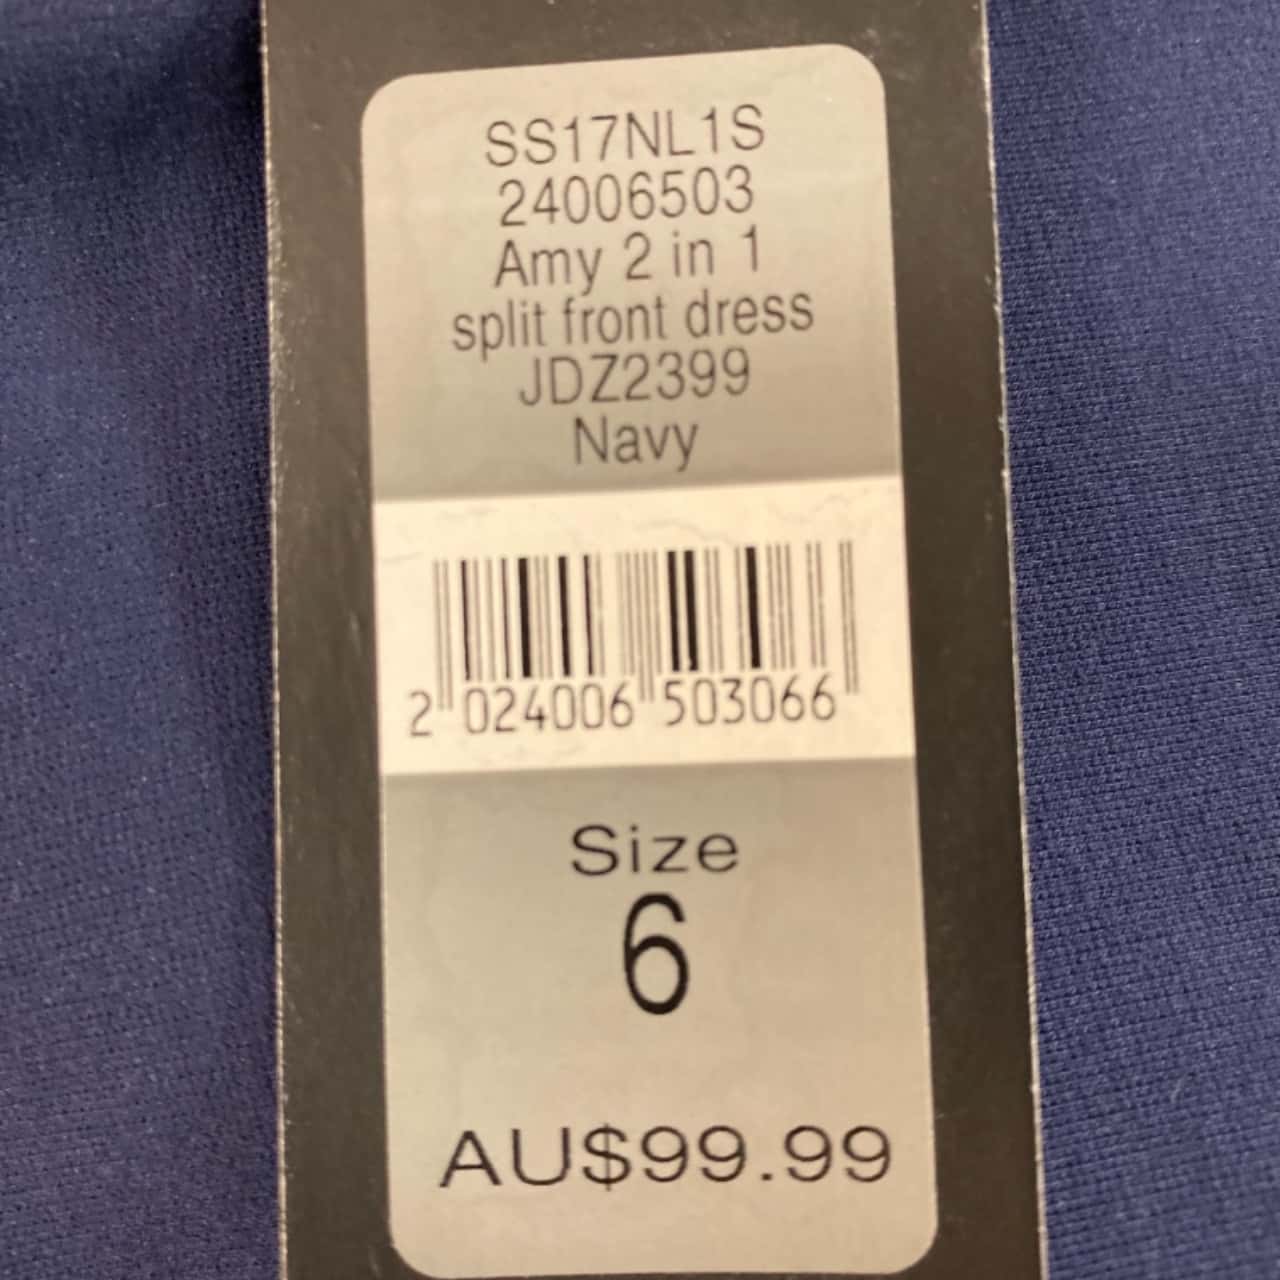 SS17NL1S
24006503
Amy 2 in 1
split front dress
JDZ2399
Navy
2 024006 503066
Size
6
AU$99.99